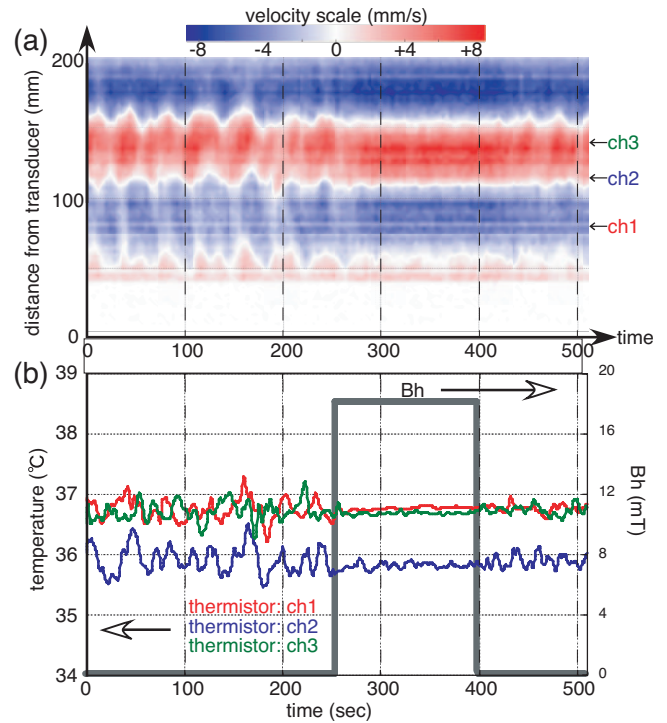 velocity scale (mm/s)
(a)
-8 -4 0 +4 +8
200
100
0
distance from transducer (mm)
ch3
ch2
ch1
0 100 200 300 400 500
time
(b)
39
38
37
36
35
34
temperature (°C)
Bh
20
16
12
8
4
0
Bh (mT)
thermistor: ch1
thermistor: ch2
thermistor: ch3
0 100 200 300 400 500
time (sec)